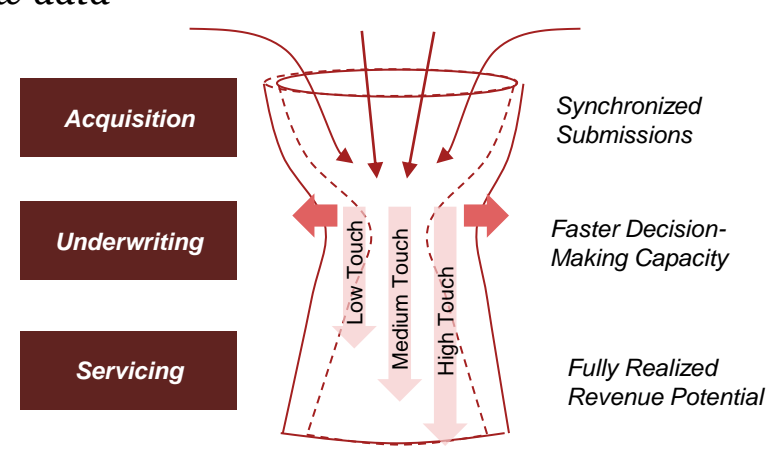 data
Acquisition
Synchronized
Submissions
Underwriting
Low Touch
Medium Touch
High Touch
Faster Decision-
Making Capacity
Servicing
Fully Realized
Revenue Potential